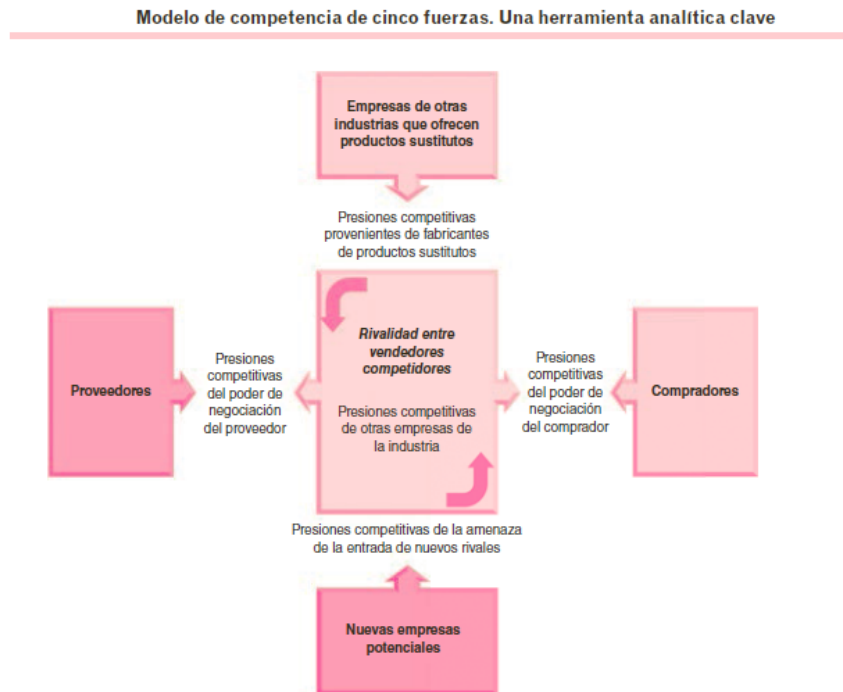 Modelo de competencia de cinco fuerzas. Una herramienta analítica clave
Empresas de otras
industrias que ofrecen
productos sustitutos
Presiones competitivas
provenientes de fabricantes
de productos sustitutos
Proveedores
Presiones
competitivas
del poder de
negociación
del proveedor
Rivalidad entre
vendedores
competidores
Presiones competitivas
de otras empresas de
la industria
Presiones
competitivas
del poder de
negociación
del comprador
Compradores
Presiones competitivas de la amenaza
de la entrada de nuevos rivales
Nuevas empresas
potenciales